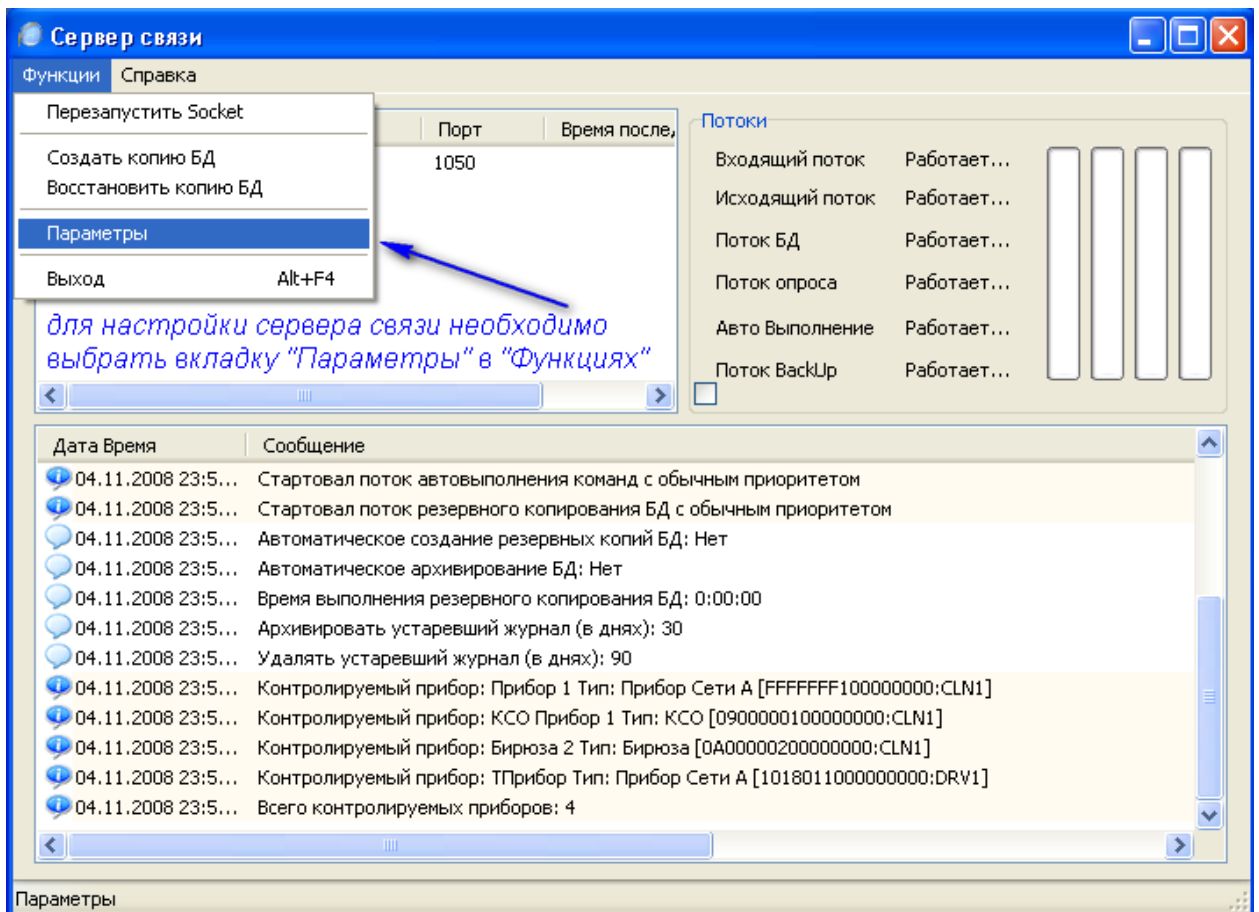 Сервер связи
Функции Справка
Перезапустить Socket
Создать копию БД
Восстановить копию БД
Параметры
Выход Alt+F4
Порт Время после,
1050
для настройки сервера связи необходимо
выбрать вкладку "Параметры" в "Функциях"
Потоки
Входящий поток Работает...
Исходящий поток Работает...
Поток БД Работает...
Поток опроса Работает...
Авто Выполнение Работает...
Поток BackUp Работает...
Дата Время Сообщение
04.11.2008 23:5... Стартовал поток автовыполнения команд с обычным приоритетом
04.11.2008 23:5... Стартовал поток резервного копирования БД с обычным приоритетом
04.11.2008 23:5... Автоматическое создание резервных копий БД: Нет
04.11.2008 23:5... Автоматическое архивирование БД: Нет
04.11.2008 23:5... Время выполнения резервного копирования БД: 0:00:00
04.11.2008 23:5... Архивировать устаревший журнал (в днях): 30
04.11.2008 23:5... Удалять устаревший журнал (в днях): 90
04.11.2008 23:5... Контролируемый прибор: Прибор 1 Тип: Прибор Сети А [FFFFFFF100000000:CLN1]
04.11.2008 23:5... Контролируемый прибор: КСО Прибор 1 Тип: КСО [0900000100000000:CLN1]
04.11.2008 23:5... Контролируемый прибор: Бирюза 2 Тип: Бирюза [0A00000200000000:CLN1]
04.11.2008 23:5... Контролируемый прибор: ТПрибор Тип: Прибор Сети А [1018011000000000:DRV1]
04.11.2008 23:5... Всего контролируемых приборов: 4
Параметры